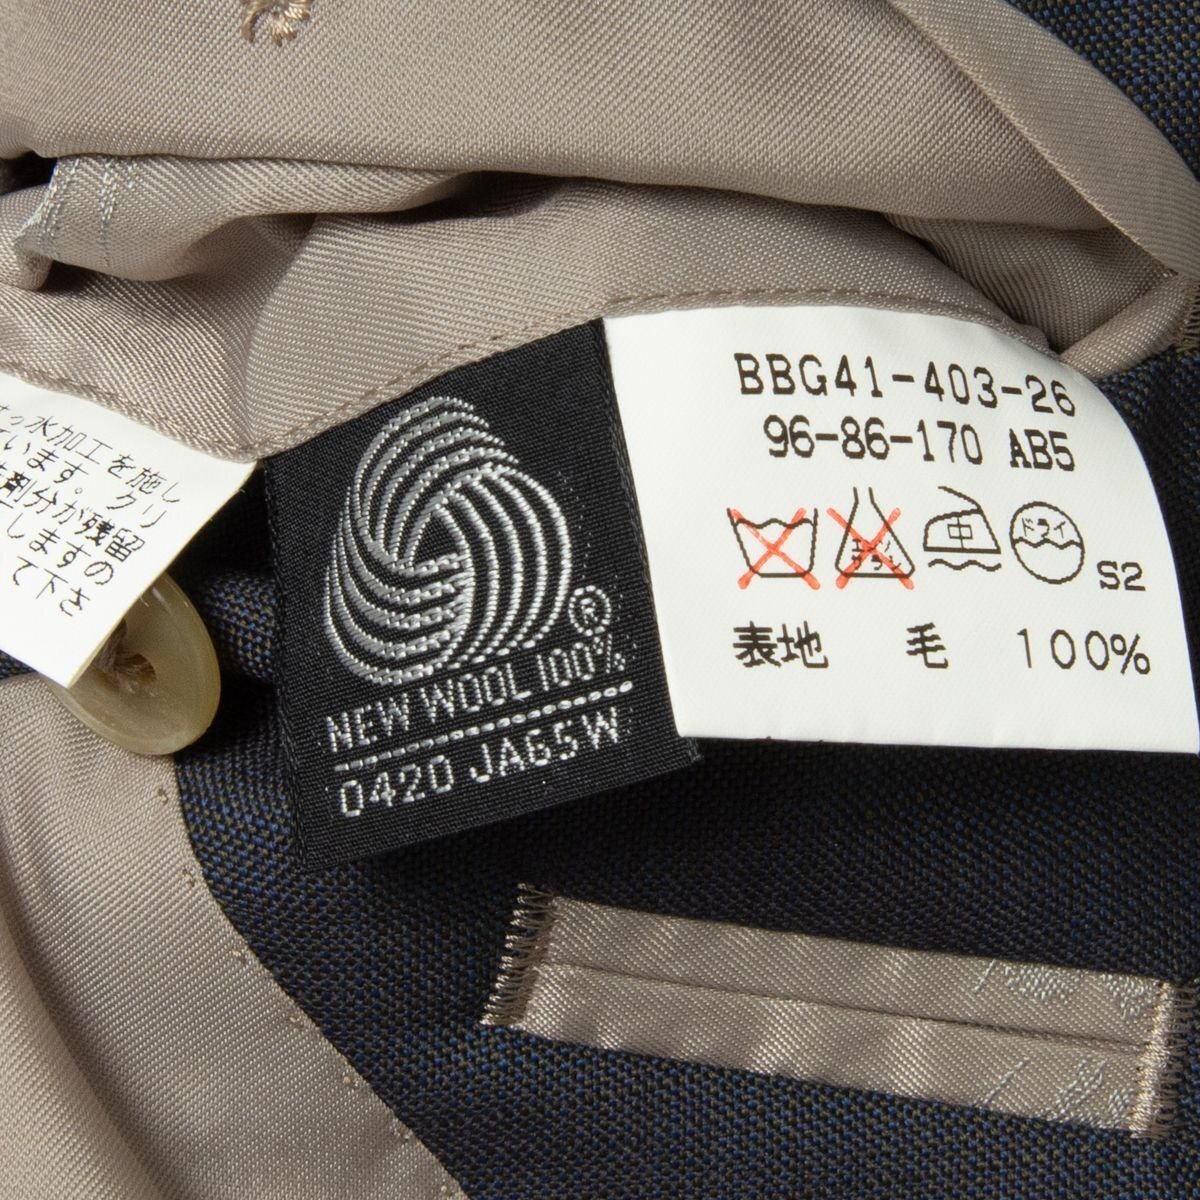 っ水加工を施し
います。クリ
剤分が残留
しますの
て下さ
NEW WOOL 100%
0420 JA65W
®
BBG41-403-26
96-86-170 AB5
中
ドライ
S2
表地 毛 100%